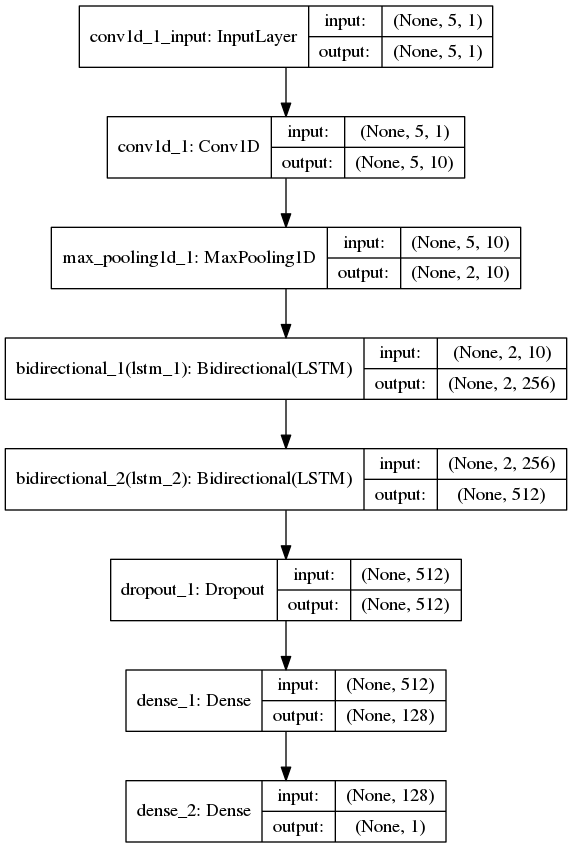 conv1d_1_input: InputLayer
input: (None, 5, 1)
output: (None, 5, 1)
conv1d_1: Conv1D
input: (None, 5, 1)
output: (None, 5, 10)
max_pooling1d_1: MaxPooling1D
input: (None, 5, 10)
output: (None, 2, 10)
bidirectional_1(lstm_1): Bidirectional(LSTM)
input: (None, 2, 10)
output: (None, 2, 256)
bidirectional_2(lstm_2): Bidirectional(LSTM)
input: (None, 2, 256)
output: (None, 512)
dropout_1: Dropout
input: (None, 512)
output: (None, 512)
dense_1: Dense
input: (None, 512)
output: (None, 128)
dense_2: Dense
input: (None, 128)
output: (None, 1)